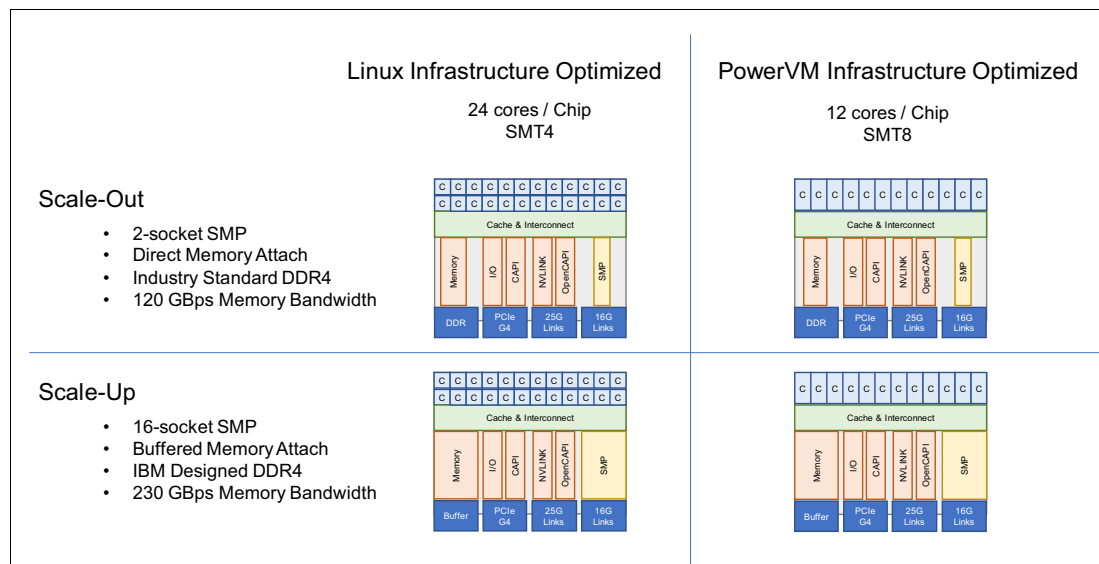 Linux Infrastructure Optimized
PowerVM Infrastructure Optimized
24 cores / Chip
SMT4
12 cores / Chip
SMT8
Scale-Out
• 2-socket SMP
• Direct Memory Attach
• Industry Standard DDR4
• 120 GBps Memory Bandwidth
C C C C C C C C C C C C
C C C C C C C C C C C C
Cache & Interconnect
Memory
I/O
CAPI
NVLINK
OpenCAPI
SMP
DDR
PCIe
G4
25G
Links
16G
Links
C C C C C C C C C C C C
Cache & Interconnect
Memory
I/O
CAPI
NVLINK
OpenCAPI
SMP
DDR
PCIe
G4
25G
Links
16G
Links
Scale-Up
• 16-socket SMP
• Buffered Memory Attach
• IBM Designed DDR4
• 230 GBps Memory Bandwidth
C C C C C C C C C C C C
C C C C C C C C C C C C
Cache & Interconnect
Memory
I/O
CAPI
NVLINK
OpenCAPI
SMP
Buffer
PCIe
G4
25G
Links
16G
Links
C C C C C C C C C C C C
Cache & Interconnect
Memory
I/O
CAPI
NVLINK
OpenCAPI
SMP
Buffer
PCIe
G4
25G
Links
16G
Links